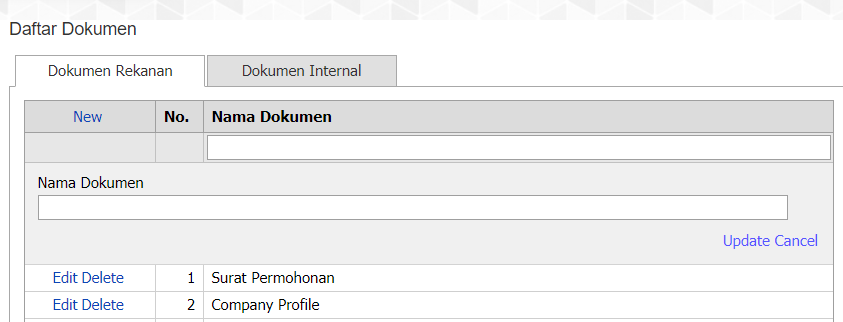 Daftar Dokumen
Dokumen Rekanan Dokumen Internal
New No. Nama Dokumen
Nama Dokumen
Update Cancel
Edit Delete 1 Surat Permohonan
Edit Delete 2 Company Profile